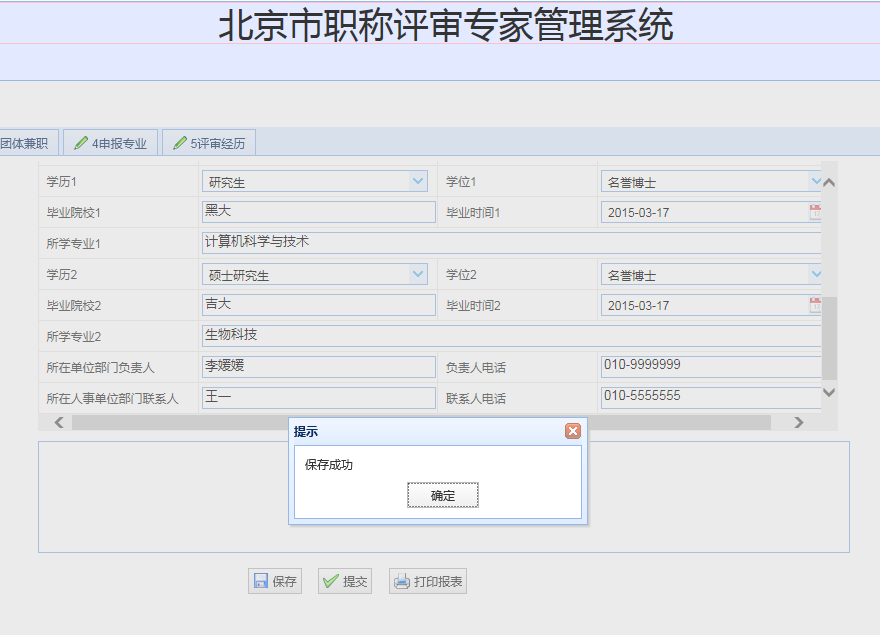 北京市职称评审专家管理系统
团体兼职 4申报专业 5评审经历
学历1 研究生 学位1 名誉博士
毕业院校1 黑大 毕业时间1 2015-03-17
所学专业1 计算机科学与技术
学历2 硕士研究生 学位2 名誉博士
毕业院校2 吉大 毕业时间2 2015-03-17
所学专业2 生物科技
所在单位部门负责人 李媛媛 负责人电话 010-9999999
所在人事单位部门联系人 王一 联系人电话 010-5555555
提示
保存成功
确定
保存 提交 打印报表